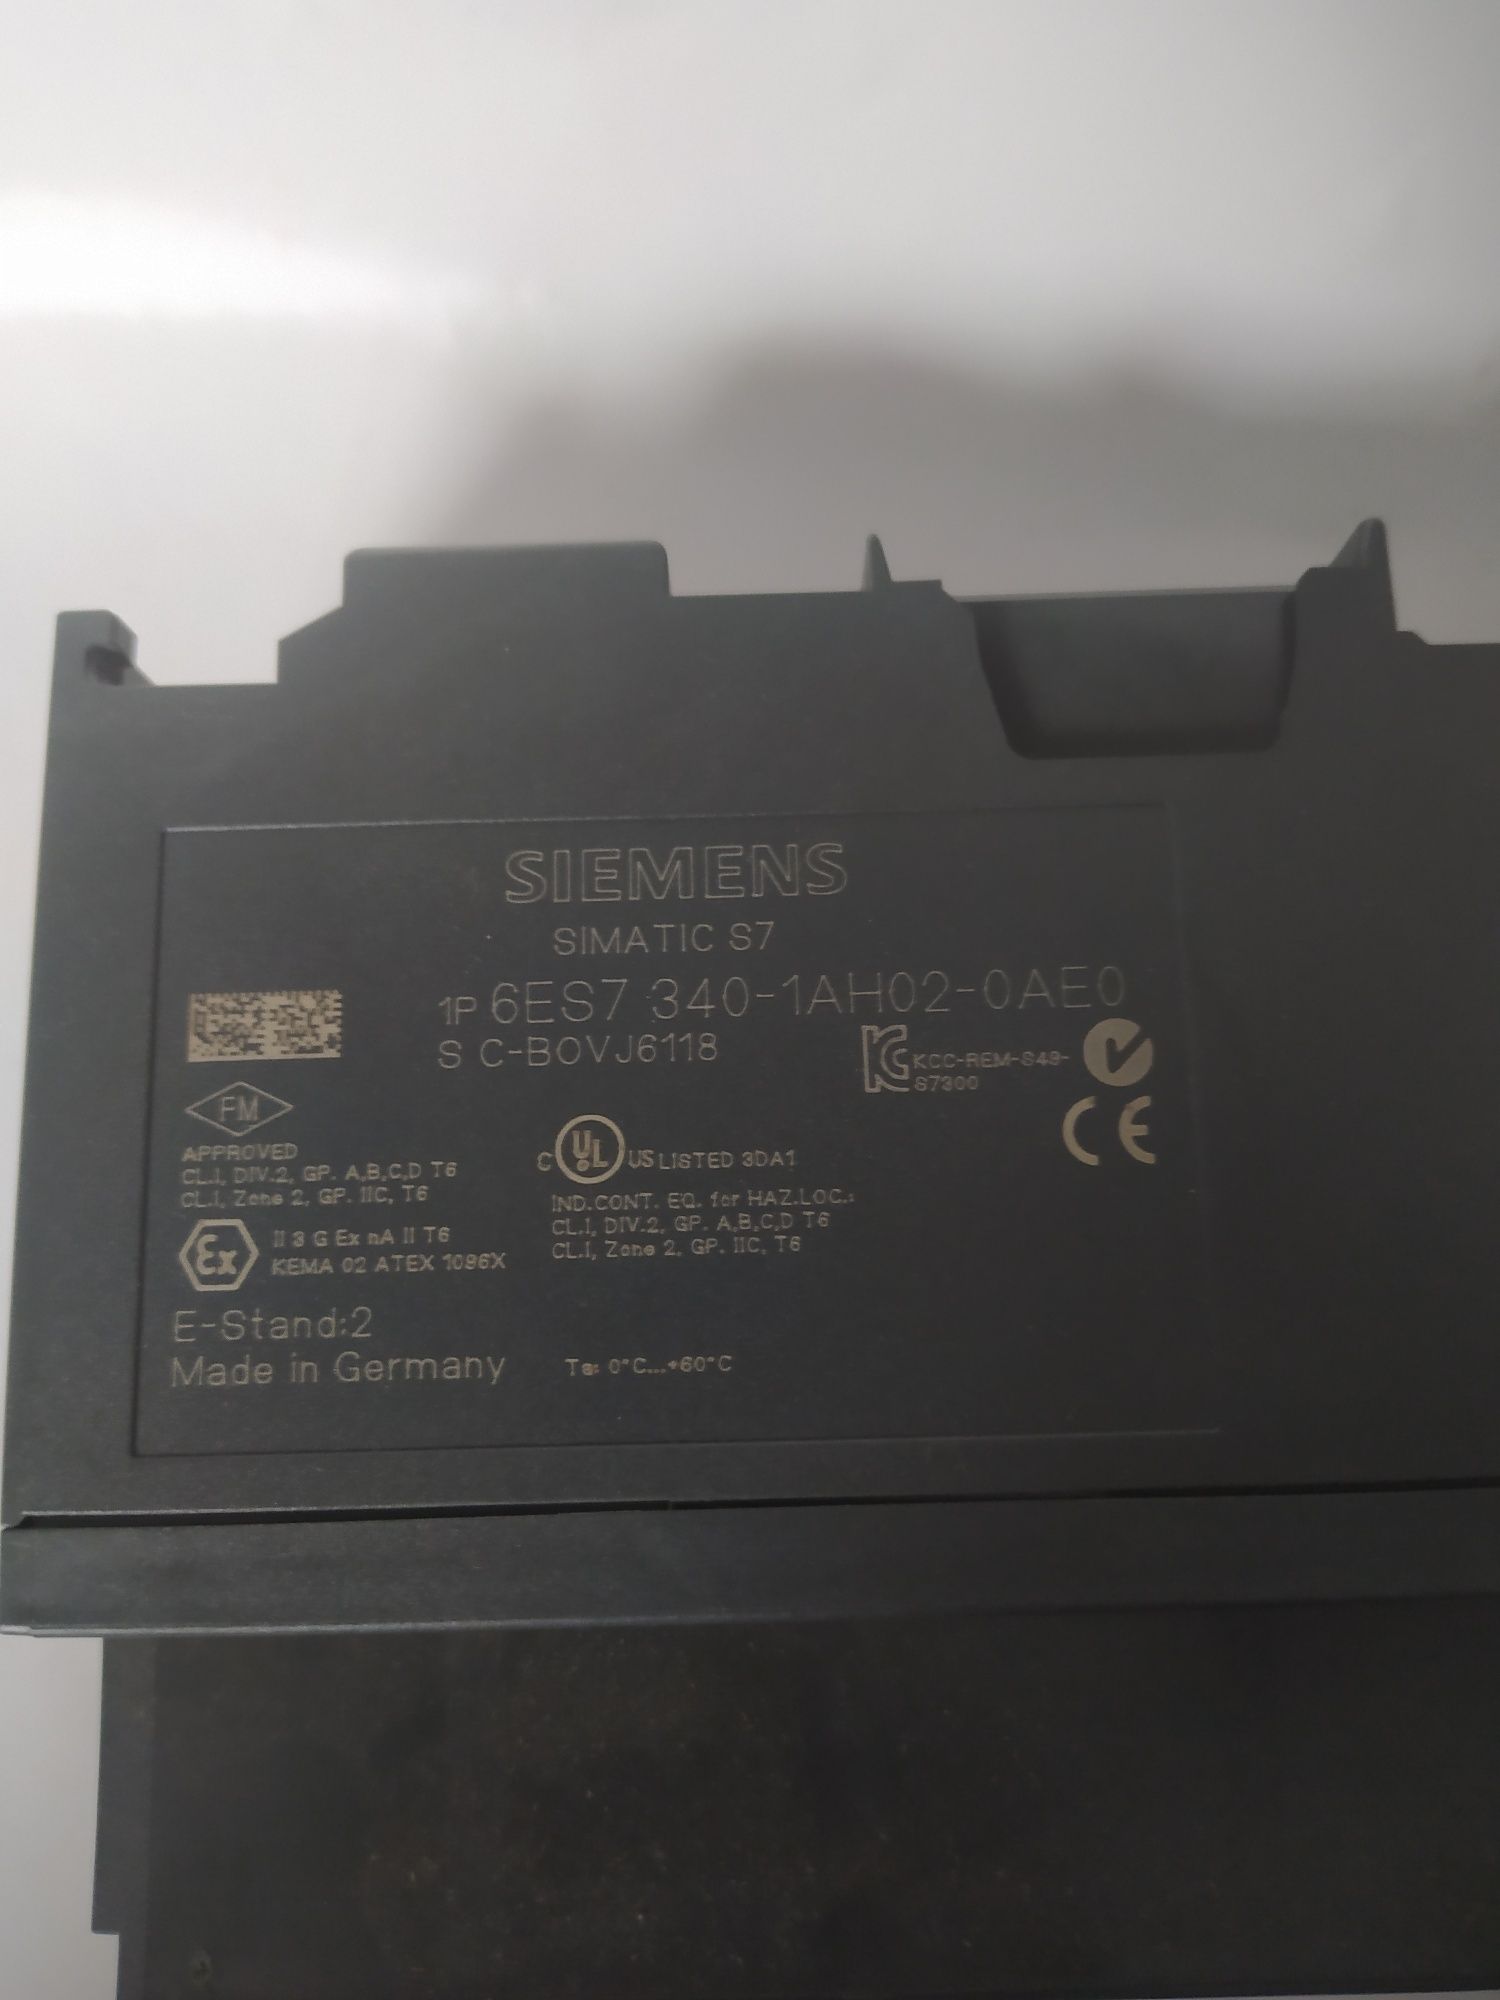 SIEMENS
SIMATIC S7
1P 6ES7 340-1AH02-0AE0
S C-B0VJ6118
KCC-REM-S49-
S7300
FM
APPROVED
CL.I, DIV.2, GP. A,B,C,D T6
CL.I, Zone 2, GP. IIC, T6
C UL US LISTED 3DA1
IND.CONT. EQ. for HAZ.LOC.:
CL.I, DIV.2, GP. A,B,C,D T6
CL.I, Zone 2, GP. IIC, T6
CE
Ex II 3 G Ex nA II T6
KEMA 02 ATEX 1096X
E-Stand:2
Made in Germany
Ta: 0°C...+60°C